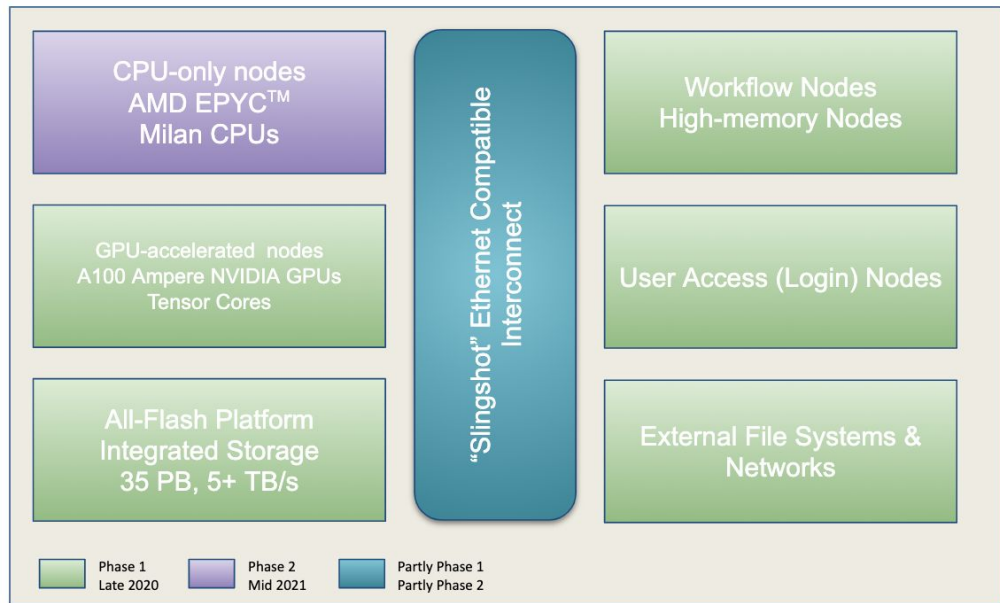 CPU-only nodes
AMD EPYC™
Milan CPUs
GPU-accelerated nodes
A100 Ampere NVIDIA GPUs
Tensor Cores
All-Flash Platform
Integrated Storage
35 PB, 5+ TB/s
“Slingshot” Ethernet Compatible
Interconnect
Workflow Nodes
High-memory Nodes
User Access (Login) Nodes
External File Systems &
Networks
Phase 1
Late 2020
Phase 2
Mid 2021
Partly Phase 1
Partly Phase 2